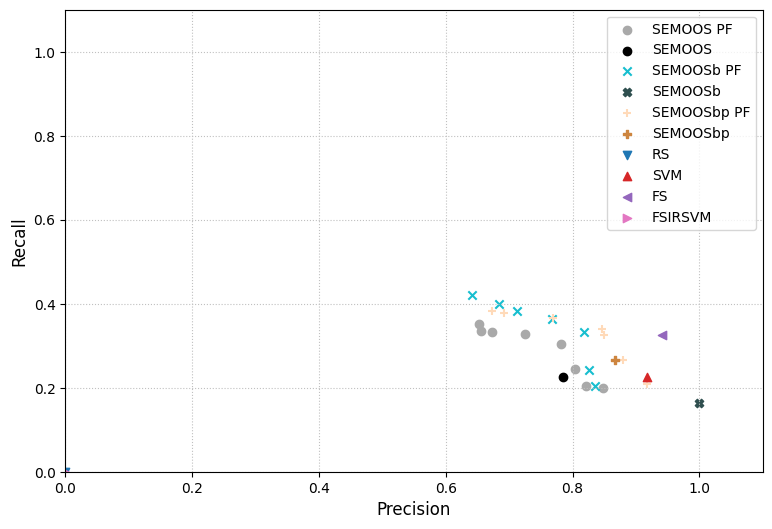 SEMOOS PF
SEMOOS
SEMOOSb PF
SEMOOSb
SEMOOSbp PF
SEMOOSbp
RS
SVM
FS
FSIRSVM
1.0
0.8
0.6
0.4
0.2
0.0
Recall
0.0 0.2 0.4 0.6 0.8 1.0
Precision